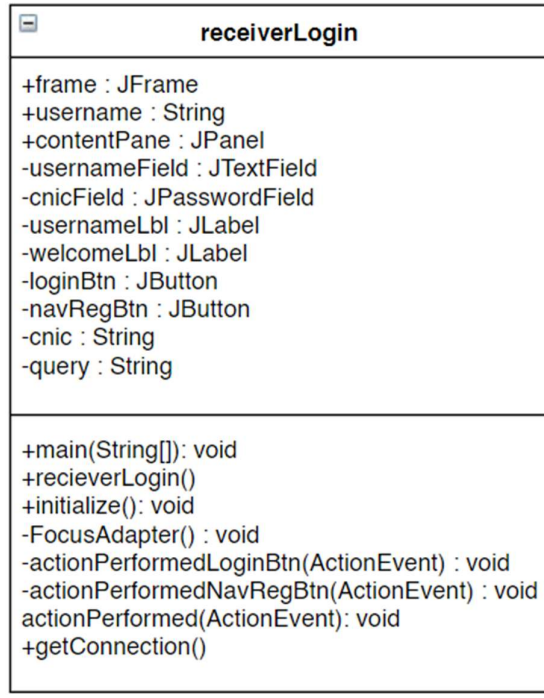 receiverLogin
+frame : JFrame
+username : String
+contentPane : JPanel
-usernameField : JTextField
-cnicField : JPasswordField
-usernameLbl : JLabel
-welcomeLbl : JLabel
-loginBtn : JButton
-navRegBtn : JButton
-cnic : String
-query : String
+main(String[]): void
+recieverLogin()
+initialize(): void
-FocusAdapter() : void
-actionPerformedLoginBtn(ActionEvent) : void
-actionPerformedNavRegBtn(ActionEvent) : void
actionPerformed(ActionEvent): void
+getConnection()